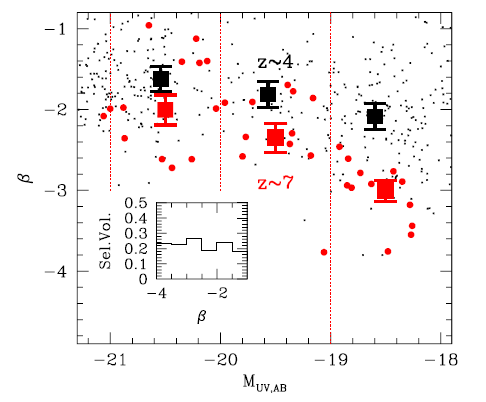 −1
z~4
−2
β
z~7
−3
0.5
0.4
0.3
0.2
0.1
0
Sel.Vol.
−4 −2
β
−4
−21 −20 −19 −18
M_UV,AB